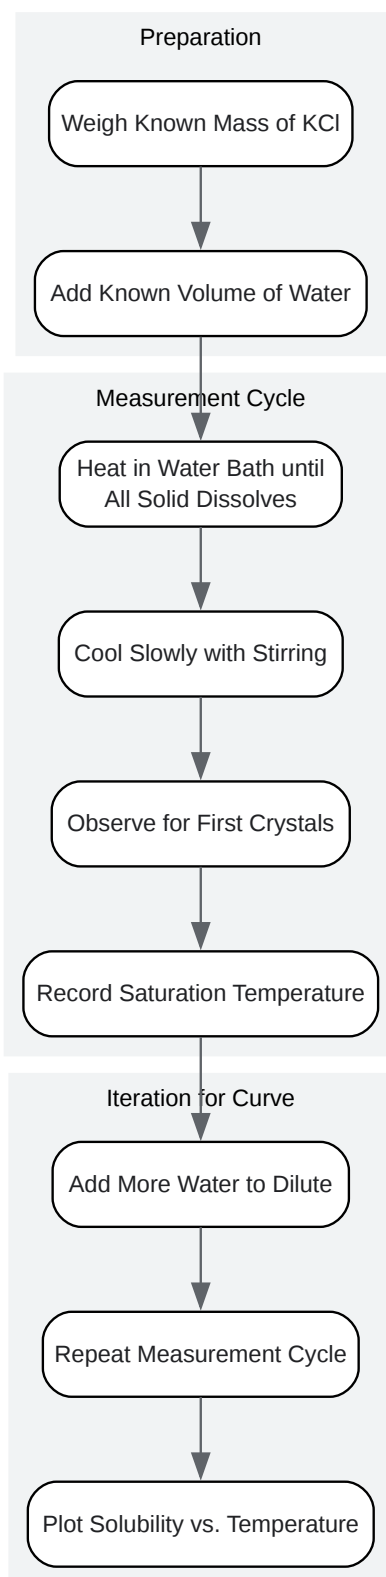 Preparation
Weigh Known Mass of KCl
Add Known Volume of Water
Measurement Cycle
Heat in Water Bath until
All Solid Dissolves
Cool Slowly with Stirring
Observe for First Crystals
Record Saturation Temperature
Iteration for Curve
Add More Water to Dilute
Repeat Measurement Cycle
Plot Solubility vs. Temperature